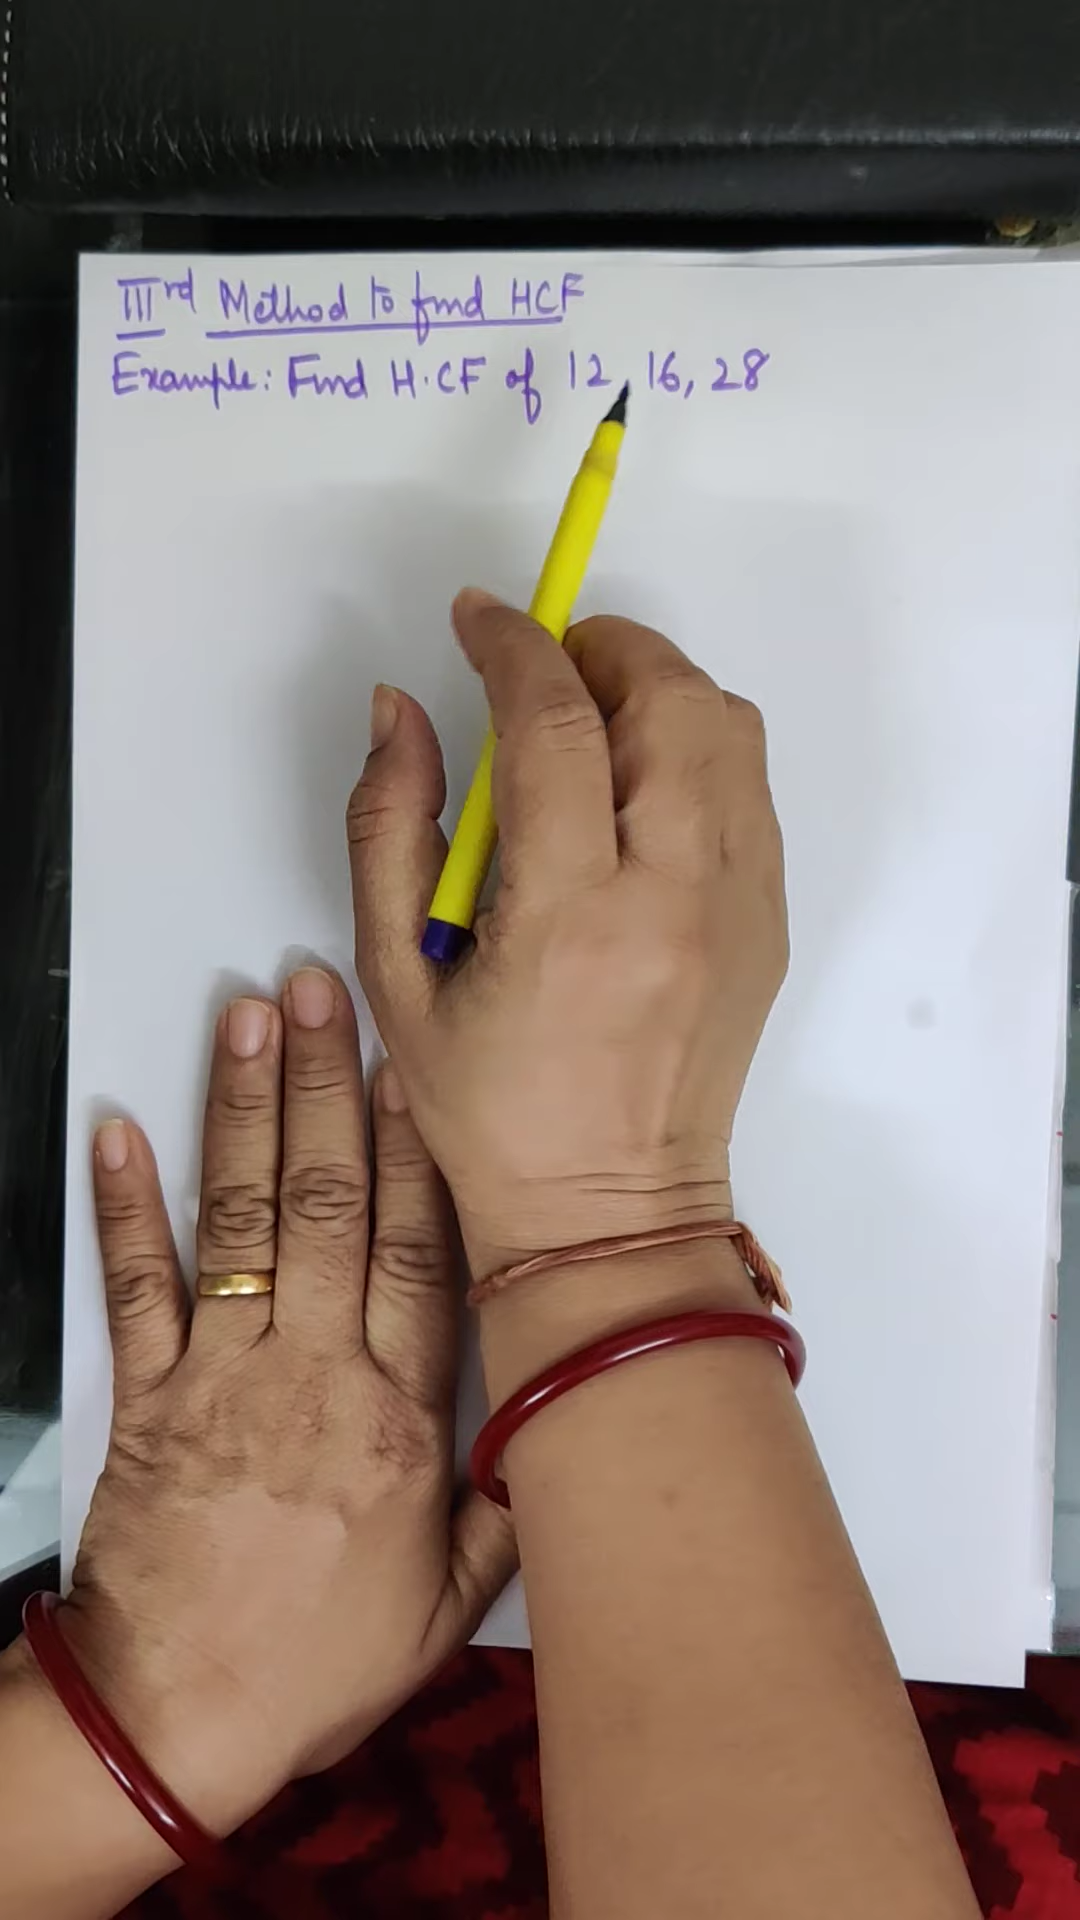 IIIrd Method to find HCF
Example: Find H.CF of 12, 16, 28